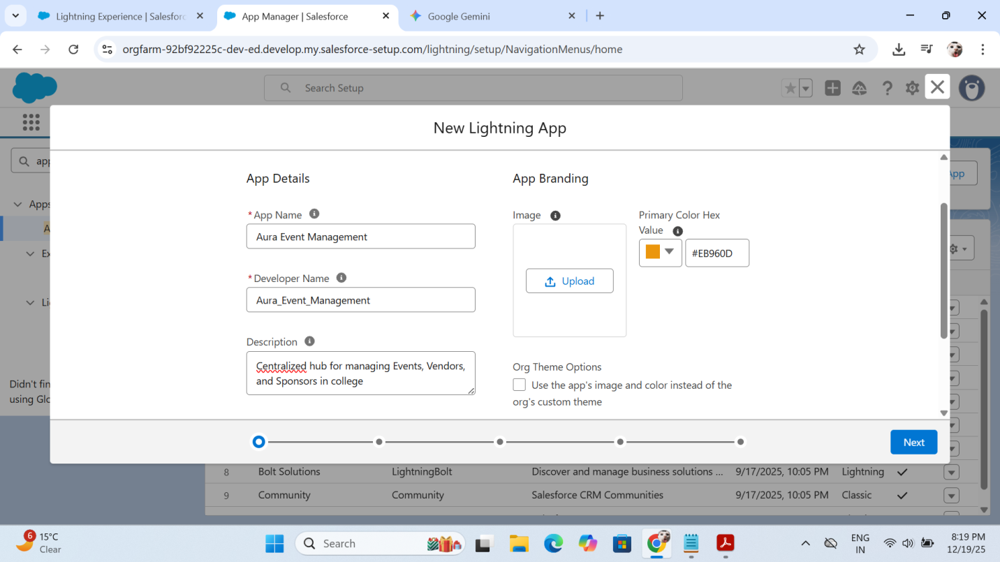 Lightning Experience | Salesforc
App Manager | Salesforce
Google Gemini
orgfarm-92bf92225c-dev-ed.develop.my.salesforce-setup.com/lightning/setup/NavigationMenus/home
Search Setup
New Lightning App
app
App
Apps
A
Ex
Li
Didn't fin
using Glo
App Details
App Branding
* App Name
Image
Primary Color Hex
Value
Aura Event Management
#EB960D
* Developer Name
Upload
Aura_Event_Management
Description
Centralized hub for managing Events, Vendors,
and Sponsors in college
Org Theme Options
Use the app's image and color instead of the
org's custom theme
Next
8 Bolt Solutions LightningBolt Discover and manage business solutions ... 9/17/2025, 10:05 PM Lightning
9 Community Community Salesforce CRM Communities 9/17/2025, 10:05 PM Classic
6
15°C
Clear
Search
ENG
IN
8:19 PM
12/19/25